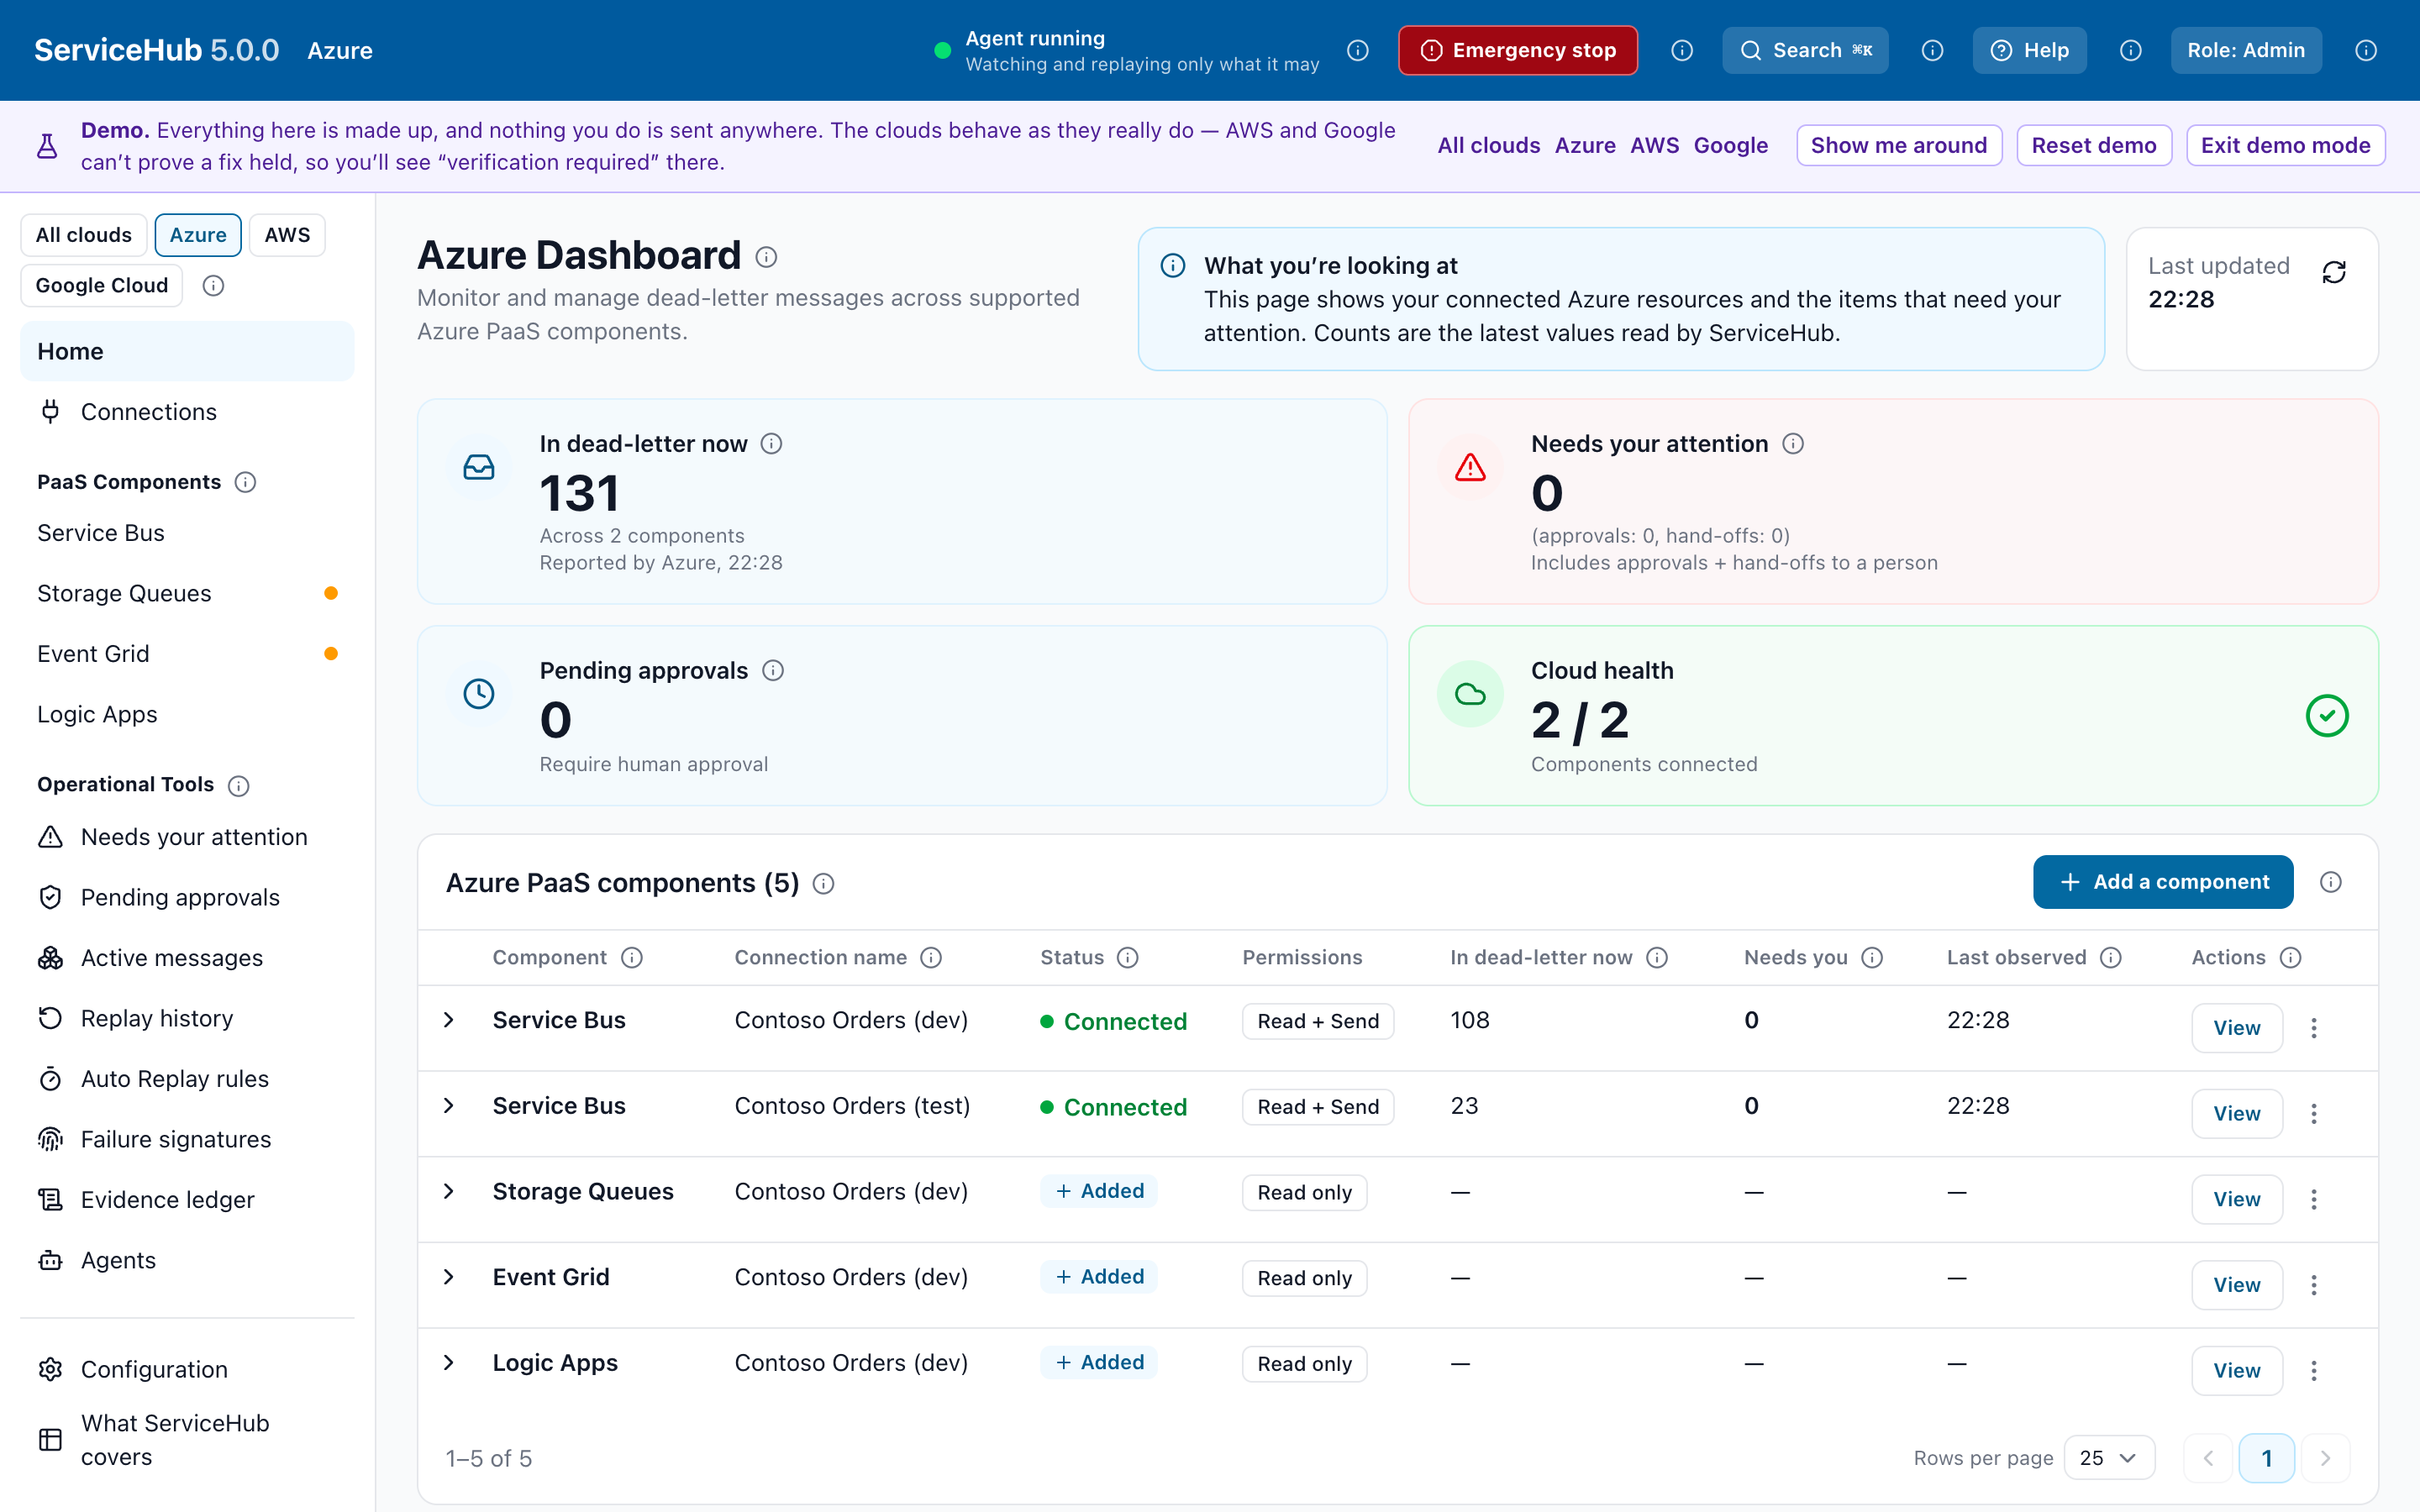 ServiceHub 5.0.0 Azure
Agent running
Watching and replaying only what it may
Emergency stop
Search ⌘K
Help
Role: Admin
Demo. Everything here is made up, and nothing you do is sent anywhere. The clouds behave as they really do — AWS and Google
can’t prove a fix held, so you’ll see “verification required” there.
All clouds Azure AWS Google
Show me around
Reset demo
Exit demo mode
All clouds
Azure
AWS
Google Cloud
Home
Connections
PaaS Components
Service Bus
Storage Queues
Event Grid
Logic Apps
Operational Tools
Needs your attention
Pending approvals
Active messages
Replay history
Auto Replay rules
Failure signatures
Evidence ledger
Agents
Configuration
What ServiceHub
covers
Azure Dashboard
Monitor and manage dead-letter messages across supported
Azure PaaS components.
What you’re looking at
This page shows your connected Azure resources and the items that need your
attention. Counts are the latest values read by ServiceHub.
Last updated
22:28
In dead-letter now
131
Across 2 components
Reported by Azure, 22:28
Needs your attention
0
(approvals: 0, hand-offs: 0)
Includes approvals + hand-offs to a person
Pending approvals
0
Require human approval
Cloud health
2 / 2
Components connected
Azure PaaS components (5)
+ Add a component
Component Connection name Status Permissions In dead-letter now Needs you Last observed Actions
Service Bus Contoso Orders (dev) Connected Read + Send 108 0 22:28 View
Service Bus Contoso Orders (test) Connected Read + Send 23 0 22:28 View
Storage Queues Contoso Orders (dev) + Added Read only — — — View
Event Grid Contoso Orders (dev) + Added Read only — — — View
Logic Apps Contoso Orders (dev) + Added Read only — — — View
1–5 of 5
Rows per page 25
1